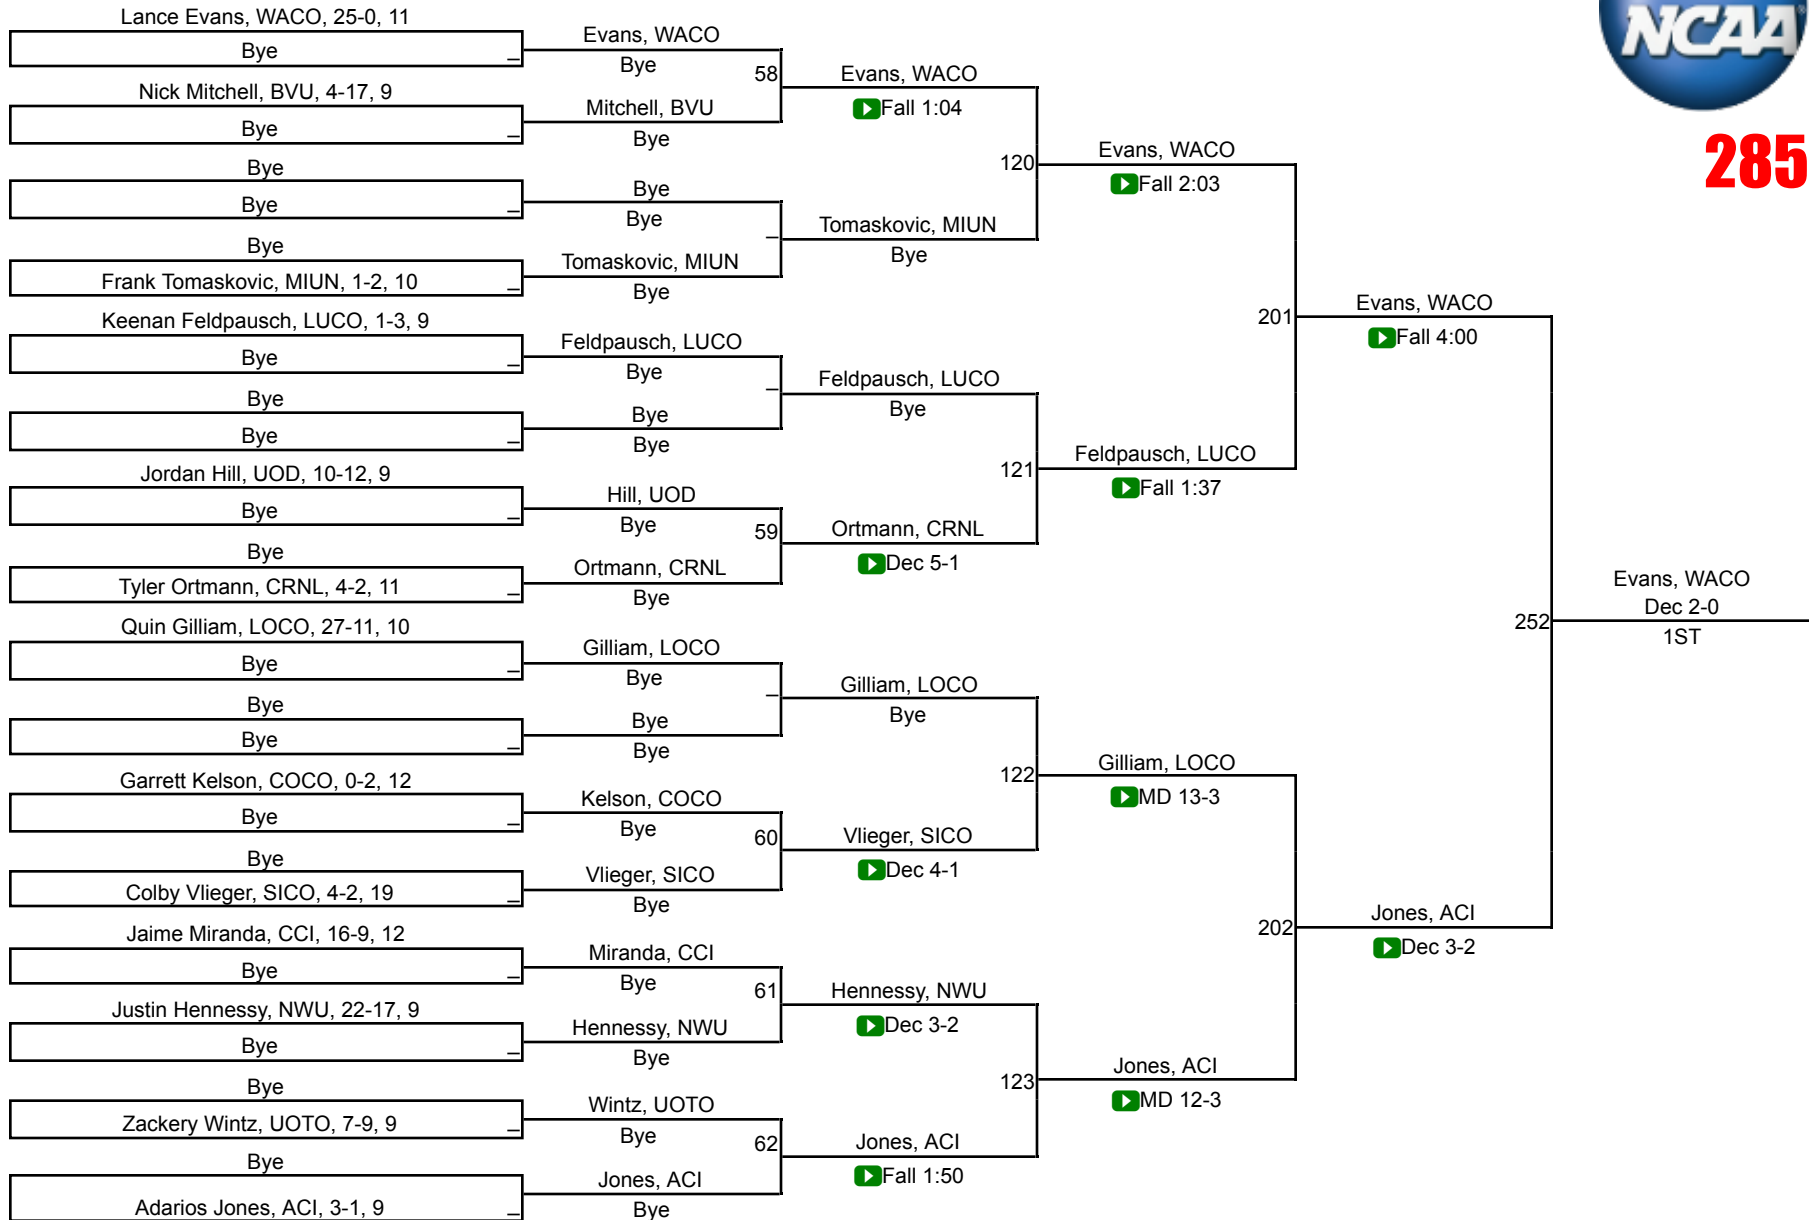 Lance Evans, WACO, 25-0, 11
Bye
Nick Mitchell, BVU, 4-17, 9
Bye
Bye
Bye
Bye
Frank Tomaskovic, MIUN, 1-2, 10
Keenan Feldpausch, LUCO, 1-3, 9
Bye
Bye
Bye
Jordan Hill, UOD, 10-12, 9
Bye
Bye
Tyler Ortmann, CRNL, 4-2, 11
Quin Gilliam, LOCO, 27-11, 10
Bye
Bye
Bye
Garrett Kelson, COCO, 0-2, 12
Bye
Bye
Colby Vlieger, SICO, 4-2, 19
Jaime Miranda, CCI, 16-9, 12
Bye
Justin Hennessy, NWU, 22-17, 9
Bye
Bye
Zackery Wintz, UOTO, 7-9, 9
Bye
Adarios Jones, ACI, 3-1, 9
Evans, WACO
Bye
58
Mitchell, BVU
Bye
Bye
Bye
Tomaskovic, MIUN
Bye
Feldpausch, LUCO
Bye
Bye
Bye
Hill, UOD
Bye
59
Ortmann, CRNL
Bye
Gilliam, LOCO
Bye
Bye
Bye
Kelson, COCO
Bye
60
Vlieger, SICO
Bye
Miranda, CCI
Bye
61
Hennessy, NWU
Bye
Wintz, UOTO
Bye
62
Jones, ACI
Bye
Evans, WACO
Fall 1:04
120
Tomaskovic, MIUN
Bye
Feldpausch, LUCO
Bye
121
Ortmann, CRNL
Dec 5-1
Gilliam, LOCO
Bye
122
Vlieger, SICO
Dec 4-1
Hennessy, NWU
Dec 3-2
123
Jones, ACI
Fall 1:50
Evans, WACO
Fall 2:03
201
Feldpausch, LUCO
Fall 1:37
Gilliam, LOCO
MD 13-3
202
Jones, ACI
MD 12-3
Evans, WACO
Fall 4:00
252
Jones, ACI
Dec 3-2
Evans, WACO
Dec 2-0
1ST
NCAA
285